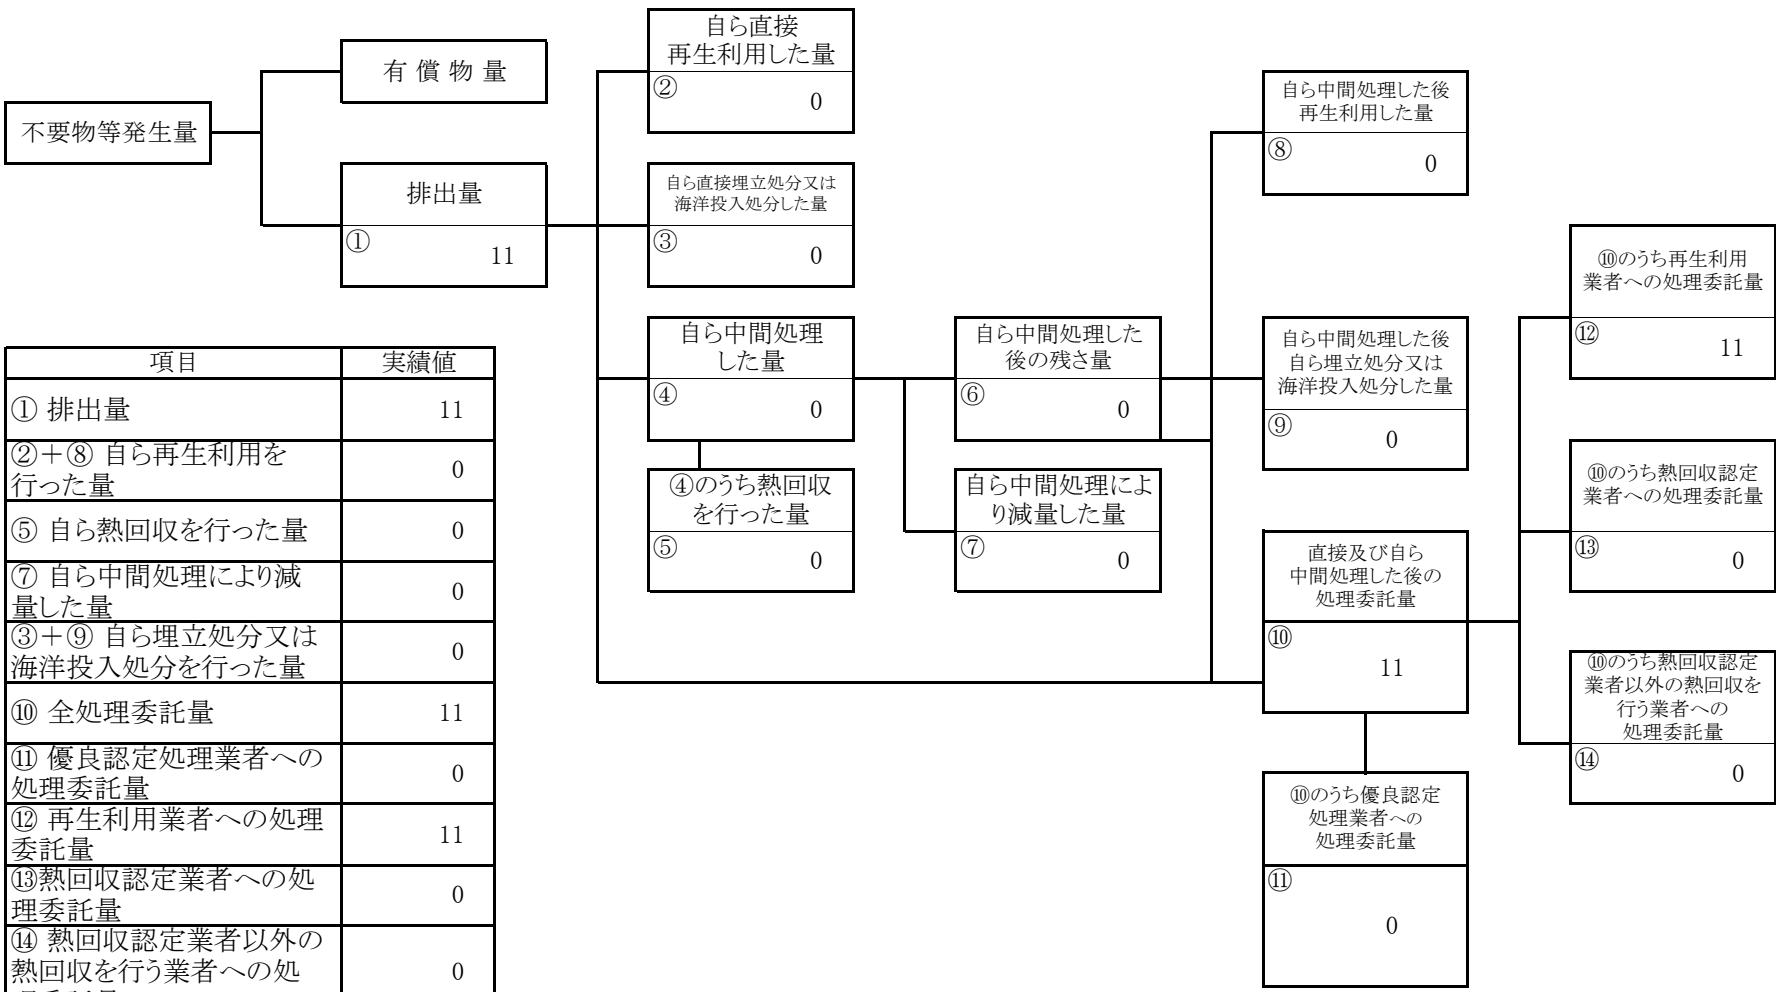 不要物等発生量
有償物量
排出量
①
11
自ら直接
再生利用した量
②
0
自ら直接埋立処分又は
海洋投入処分した量
③
0
自ら中間処理
した量
④
0
④のうち熱回収
を行った量
⑤
0
自ら中間処理した
後の残さ量
⑥
0
自ら中間処理によ
り減量した量
⑦
0
自ら中間処理した後
再生利用した量
⑧
0
自ら中間処理した後
自ら埋立処分又は
海洋投入処分した量
⑨
0
直接及び自ら
中間処理した後の
処理委託量
⑩
11
⑩のうち優良認定
処理業者への
処理委託量
⑪
0
⑩のうち再生利用
業者への処理委託量
⑫
11
⑩のうち熱回収認定
業者への処理委託量
⑬
0
⑩のうち熱回収認定
業者以外の熱回収を
行う業者への
処理委託量
⑭
0
項目 実績値
① 排出量 11
②+⑧ 自ら再生利用を
行った量 0
⑤ 自ら熱回収を行った量 0
⑦ 自ら中間処理により減
量した量 0
③+⑨ 自ら埋立処分又は
海洋投入処分を行った量 0
⑩ 全処理委託量 11
⑪ 優良認定処理業者への
処理委託量 0
⑫ 再生利用業者への処理
委託量 11
⑬熱回収認定業者への処
理委託量 0
⑭ 熱回収認定業者以外の
熱回収を行う業者への処 0